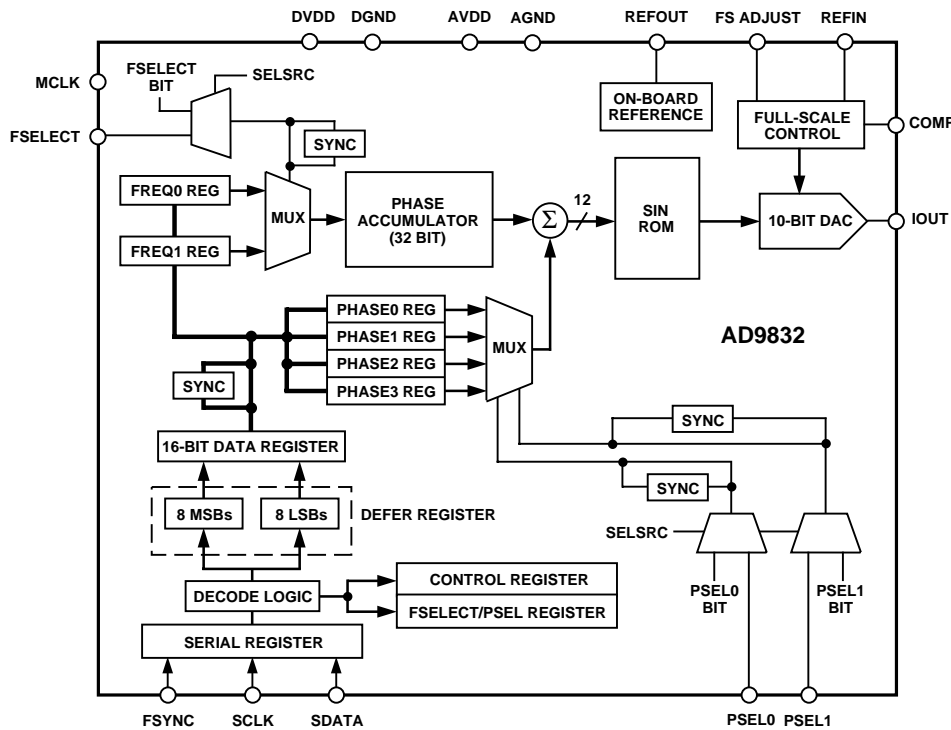 DVDD DGND AVDD AGND REFOUT FS ADJUST REFIN
MCLK
FSELECT
BIT
SELSRC
FSELECT
SYNC
ON-BOARD
REFERENCE
FULL-SCALE
CONTROL
COMP
FREQ0 REG
FREQ1 REG
MUX
PHASE
ACCUMULATOR
(32 BIT)
Σ
12
SIN
ROM
10-BIT DAC
IOUT
PHASE0 REG
PHASE1 REG
PHASE2 REG
PHASE3 REG
MUX
AD9832
SYNC
SYNC
SYNC
16-BIT DATA REGISTER
8 MSBs
8 LSBs
DEFER REGISTER
SELSRC
DECODE LOGIC
CONTROL REGISTER
FSELECT/PSEL REGISTER
PSEL0
BIT
PSEL1
BIT
SERIAL REGISTER
FSYNC SCLK SDATA PSEL0 PSEL1